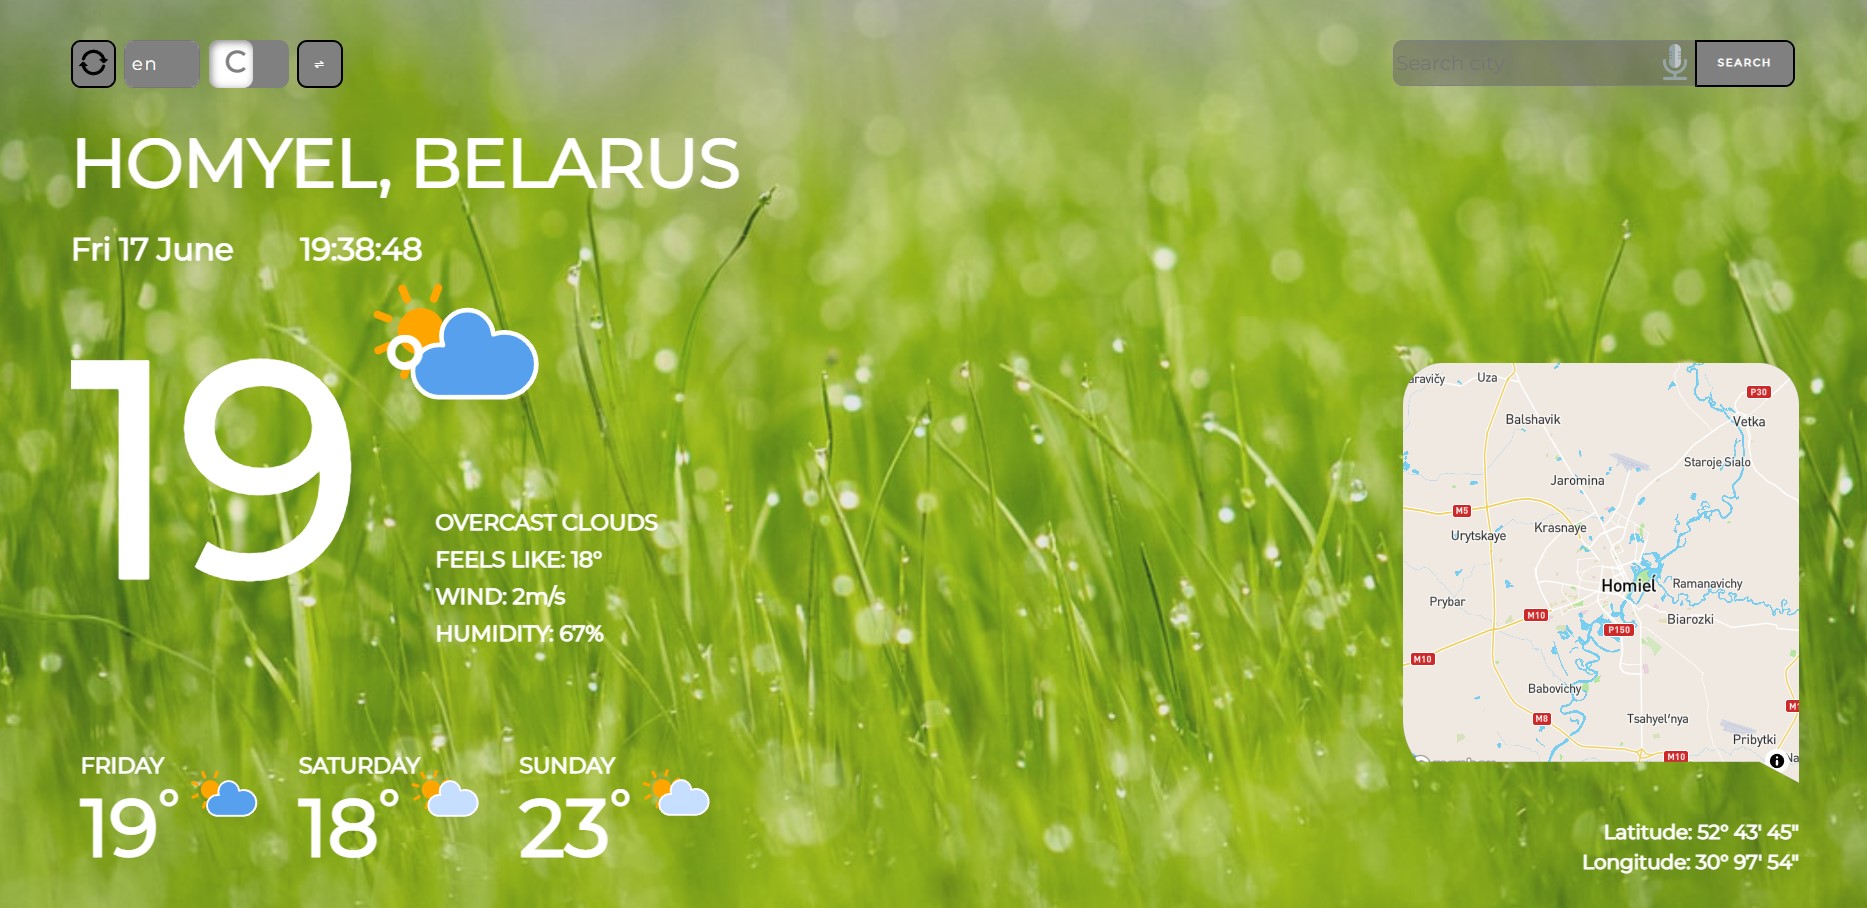 en
C
⇌
Search city
SEARCH
HOMYEL, BELARUS
Fri 17 June 19:38:48
19°
OVERCAST CLOUDS
FEELS LIKE: 18°
WIND: 2m/s
HUMIDITY: 67%
FRIDAY
19°
SATURDAY
18°
SUNDAY
23°
aravičy
Uza
P30
Balshavik
Vetka
Staroje Sialo
Jaromina
M5
Krasnaye
Urytskaye
Homieĺ
Ramanavichy
Prybar
M10
Biarozki
P150
M10
Babovichy
M8
Tsahyel'nya
Pribytki
M10
Latitude: 52° 43' 45"
Longitude: 30° 97' 54"